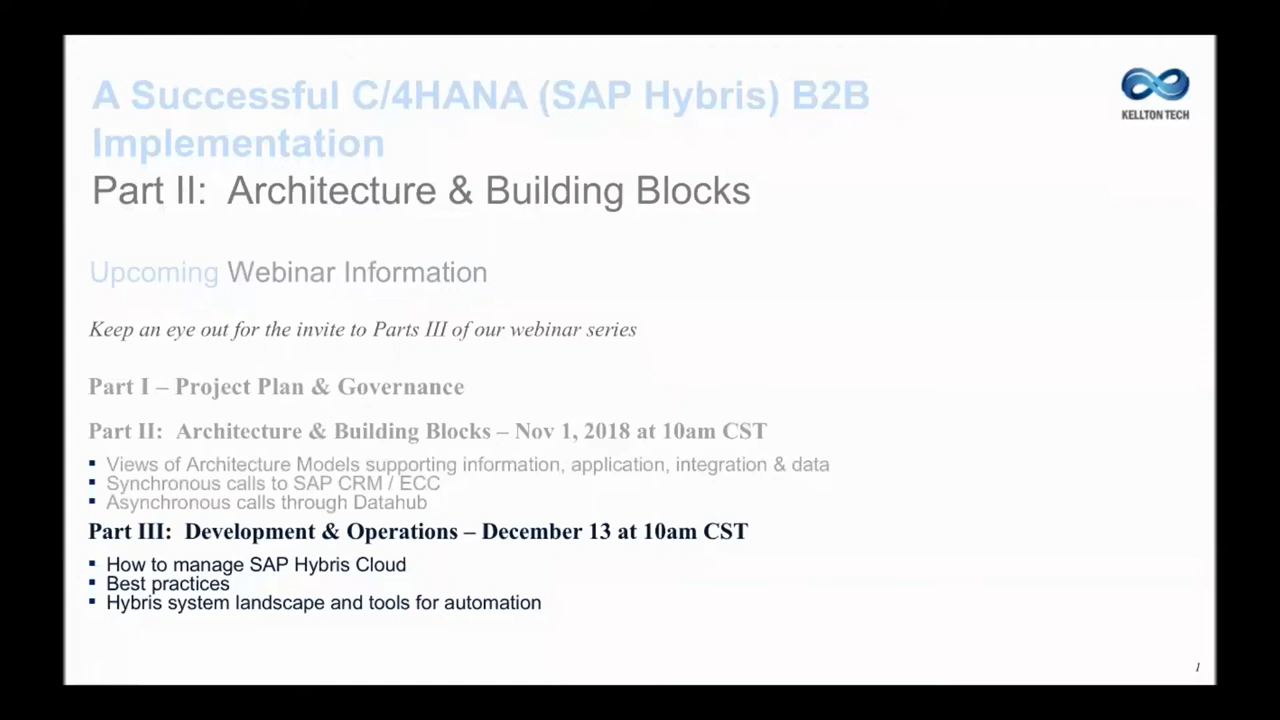 A Successful C/4HANA (SAP Hybris) B2B
Implementation
Part II: Architecture & Building Blocks
KELLTON TECH
Upcoming Webinar Information
Keep an eye out for the invite to Parts III of our webinar series
Part I – Project Plan & Governance
Part II: Architecture & Building Blocks – Nov 1, 2018 at 10am CST
▪ Views of Architecture Models supporting information, application, integration & data
▪ Synchronous calls to SAP CRM / ECC
▪ Asynchronous calls through Datahub
Part III: Development & Operations – December 13 at 10am CST
▪ How to manage SAP Hybris Cloud
▪ Best practices
▪ Hybris system landscape and tools for automation
1